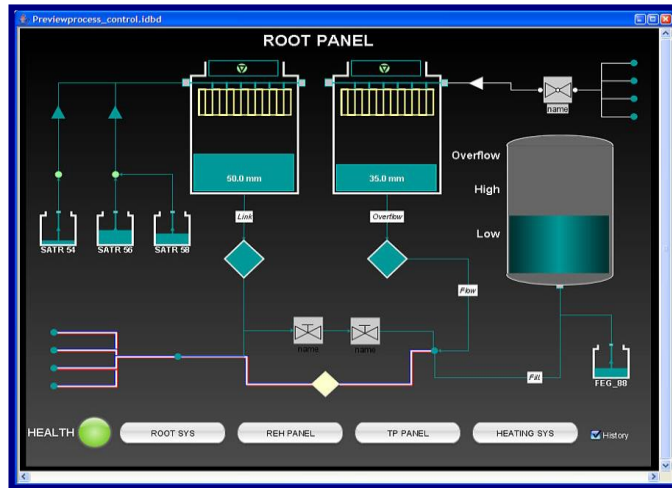 Previewprocess_control.idbd
ROOT PANEL
name
Overflow
High
Low
50.0 mm
35.0 mm
Link
Overflow
SATR 54
SATR 56
SATR 58
Flow
name
name
Fill
FEG_88
HEALTH
ROOT SYS
REH PANEL
TP PANEL
HEATING SYS
History